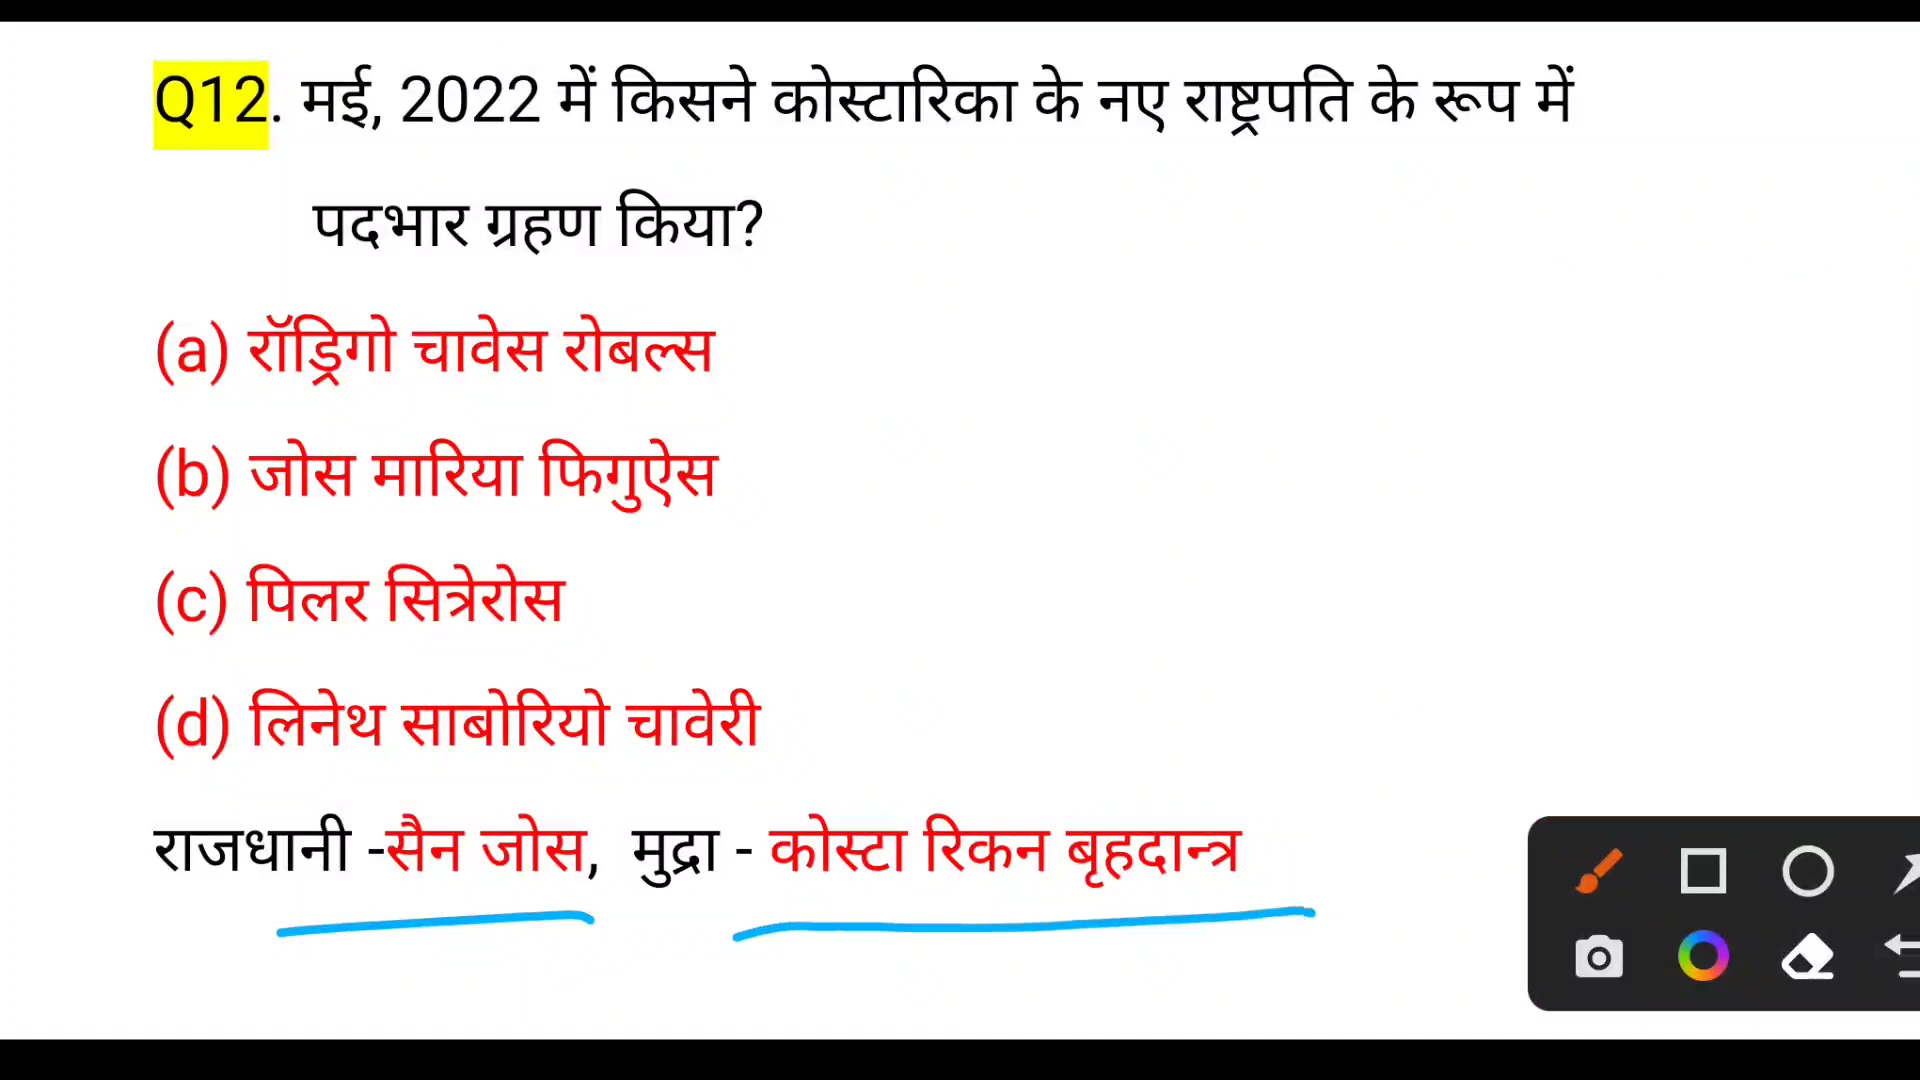 Q12. मई, 2022 में किसने कोस्टारिका के नए राष्ट्रपति के रूप में
पदभार ग्रहण किया?
(a) रॉड्रिगो चावेस रोबल्स
(b) जोस मारिया फिगुऐस
(c) पिलर सित्रेरोस
(d) लिनेथ साबोरियो चावेरी
राजधानी -सैन जोस, मुद्रा - कोस्टा रिकन बृहदान्त्र